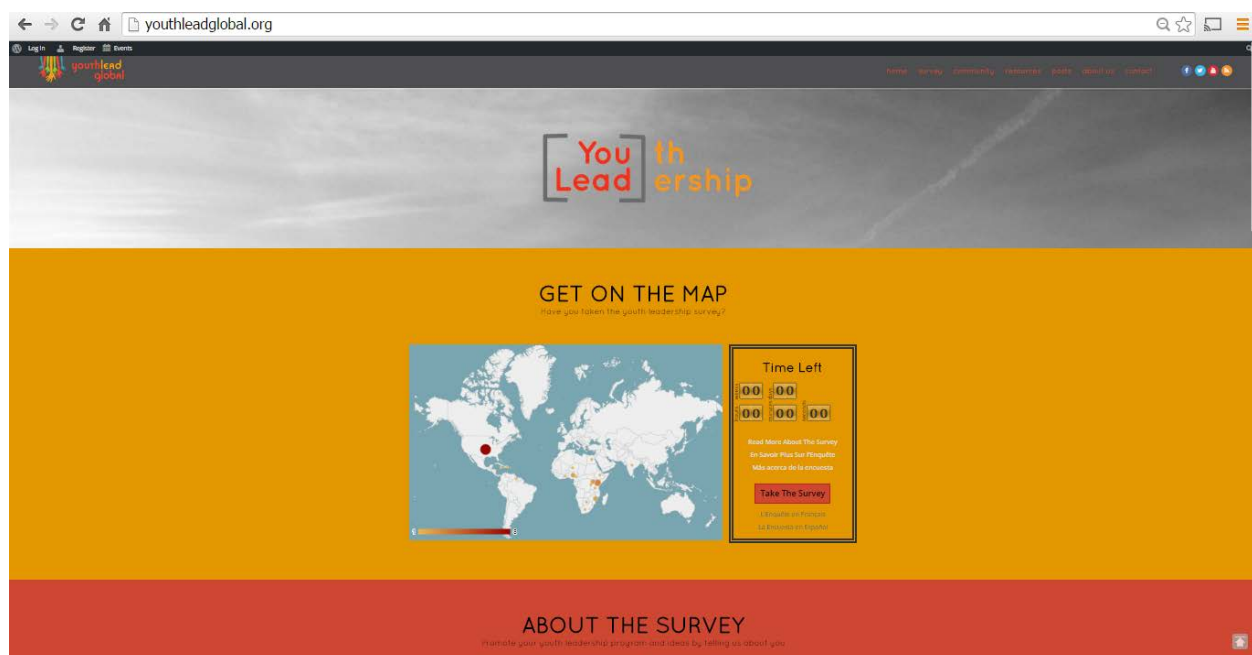 youthleadglobal.org
Log in Register Events
youthlead
global
home survey community resources posts about us contact
You th
Lead ership
GET ON THE MAP
Have you taken the youth leadership survey?
Time Left
00 00
00 00 00
Read More About The Survey
En Savoir Plus Sur l'Enquête
Más acerca de la encuesta
Take The Survey
L'Enquête en Français
La Encuesta en Español
ABOUT THE SURVEY
Promote your youth leadership program and ideas by telling us about you